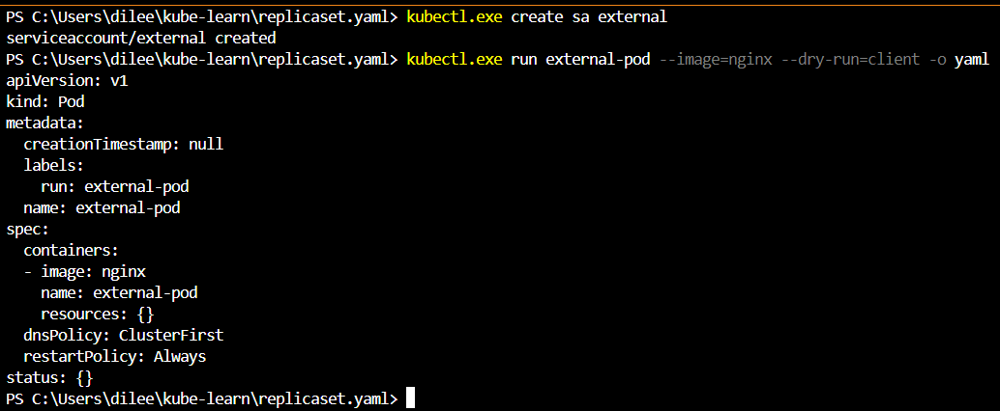 PS C:\Users\dilee\kube-learn\replicaset.yaml> kubectl.exe create sa external
serviceaccount/external created
PS C:\Users\dilee\kube-learn\replicaset.yaml> kubectl.exe run external-pod --image=nginx --dry-run=client -o yaml
apiVersion: v1
kind: Pod
metadata:
  creationTimestamp: null
  labels:
    run: external-pod
  name: external-pod
spec:
  containers:
  - image: nginx
    name: external-pod
    resources: {}
  dnsPolicy: ClusterFirst
  restartPolicy: Always
status: {}
PS C:\Users\dilee\kube-learn\replicaset.yaml>